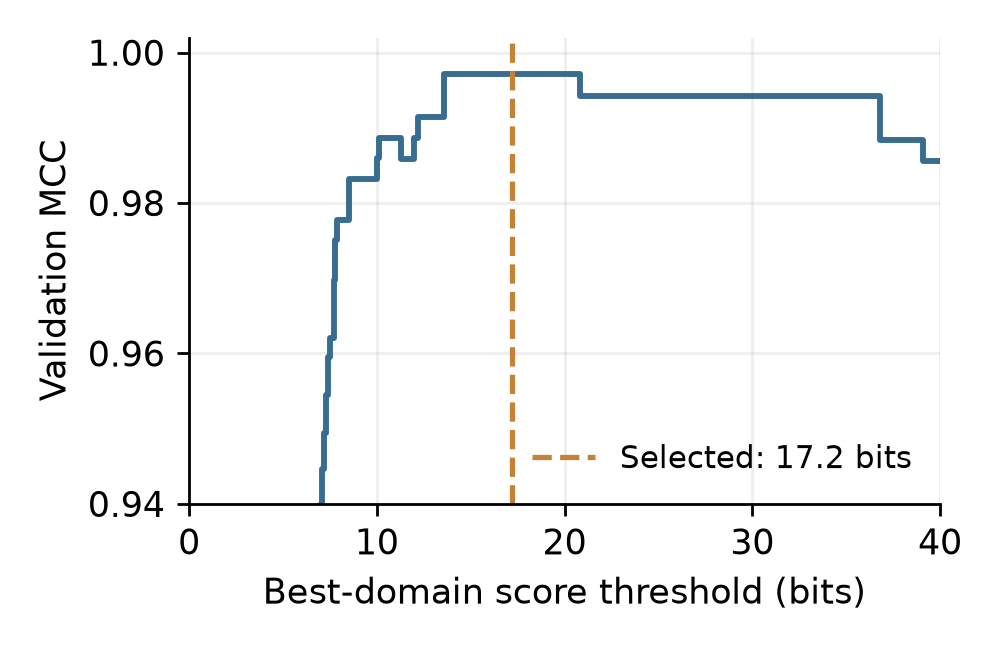 1.00
0.98
0.96
0.94
Validation MCC
Selected: 17.2 bits
0 10 20 30 40
Best-domain score threshold (bits)